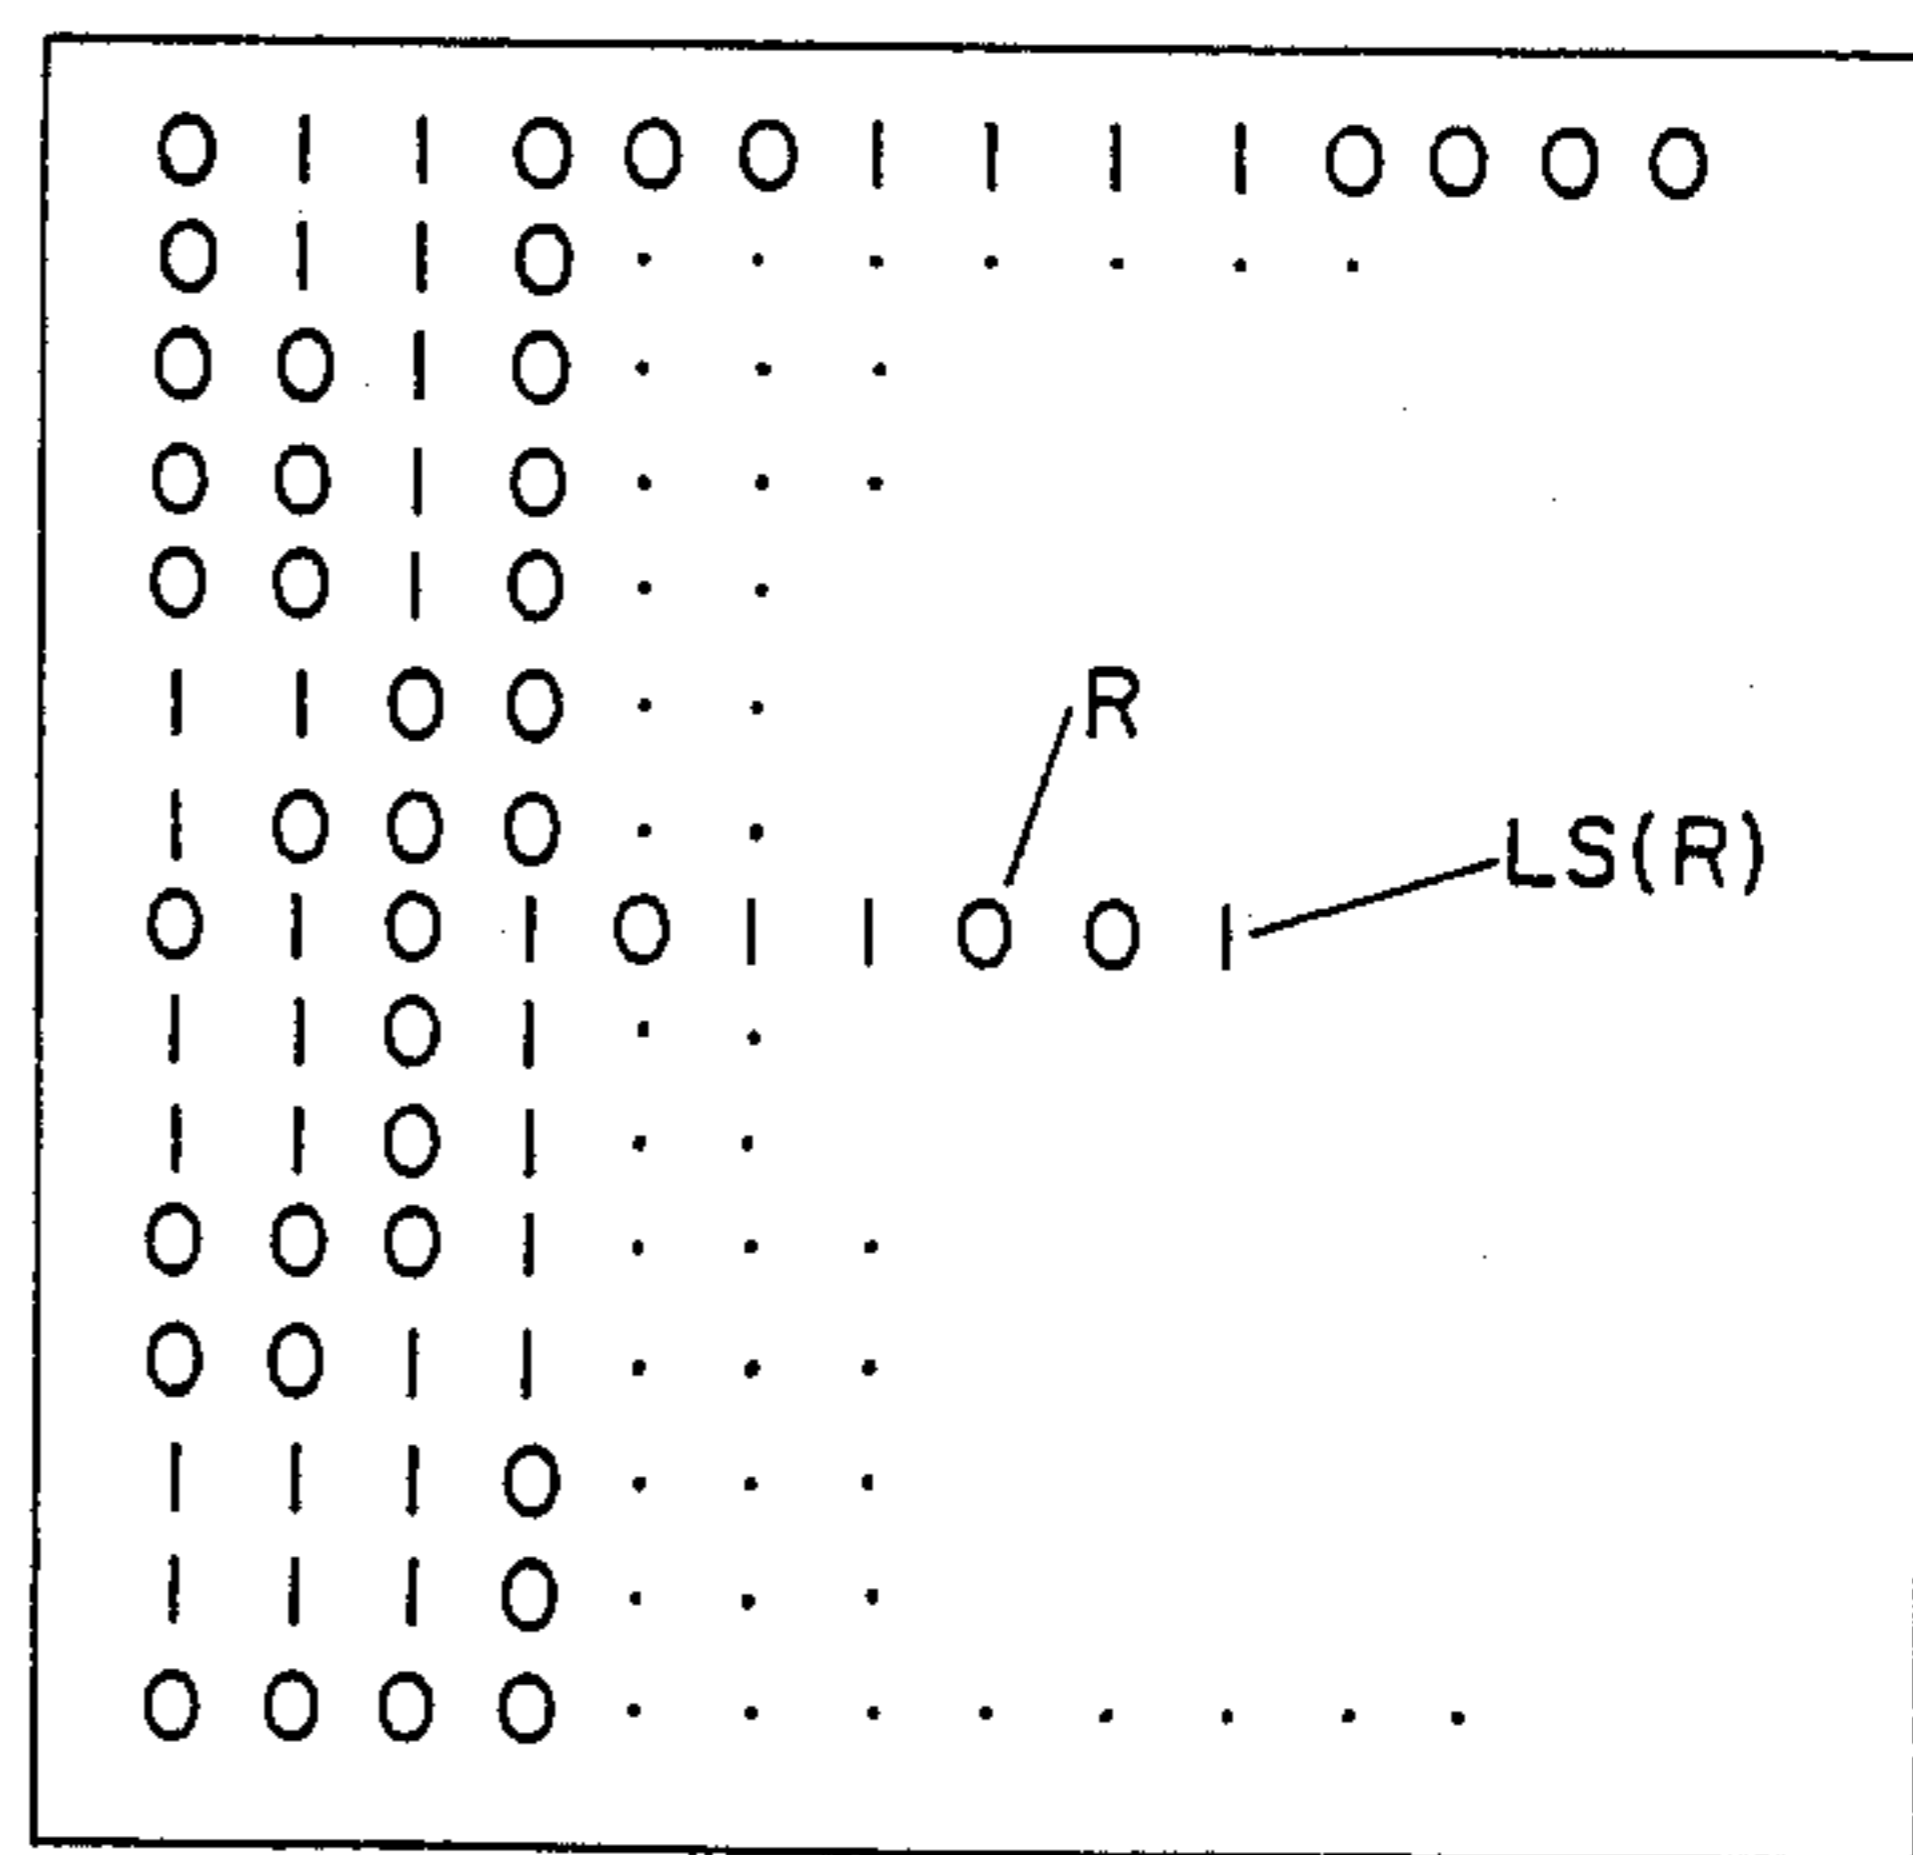 0 1 1 0 0 0 1 1 1 1 0 0 0 0
0 1 1 0 . . . . . . .
0 0 1 0 . . .
0 0 1 0 . . .
0 0 1 0 . .
1 1 0 0 . .
R
1 0 0 0 . .
LS(R)
0 1 0 1 0 1 1 0 0 1
1 1 0 1 . .
1 1 0 1 . .
0 0 0 1 . . .
0 0 1 1 . . .
1 1 1 0 . . .
1 1 1 0 . . .
0 0 0 0 . . . . . . . .